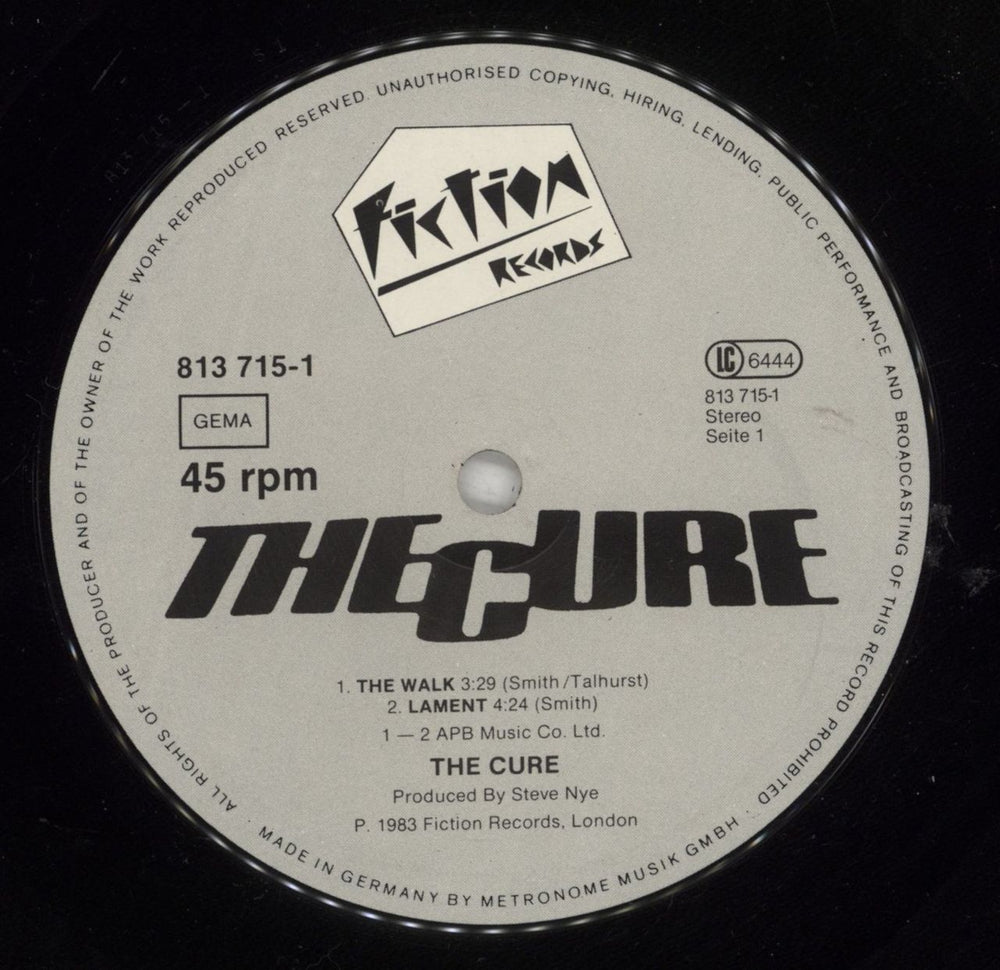 ALL RIGHTS OF THE PRODUCER AND OF THE OWNER OF THE WORK REPRODUCED RESERVED. UNAUTHORISED COPYING, HIRING, LENDING, PUBLIC PERFORMANCE AND BROADCASTING OF THIS RECORD PROHIBITED ·
Fiction
RECORDS
813 715-1
GEMA
45 rpm
LC 6444
813 715-1
Stereo
Seite 1
THE CURE
1. THE WALK 3:29 (Smith/Talhurst)
2. LAMENT 4:24 (Smith)
1 — 2 APB Music Co. Ltd.
THE CURE
Produced By Steve Nye
P. 1983 Fiction Records, London
· MADE IN GERMANY BY METRONOME MUSIK GMBH ·